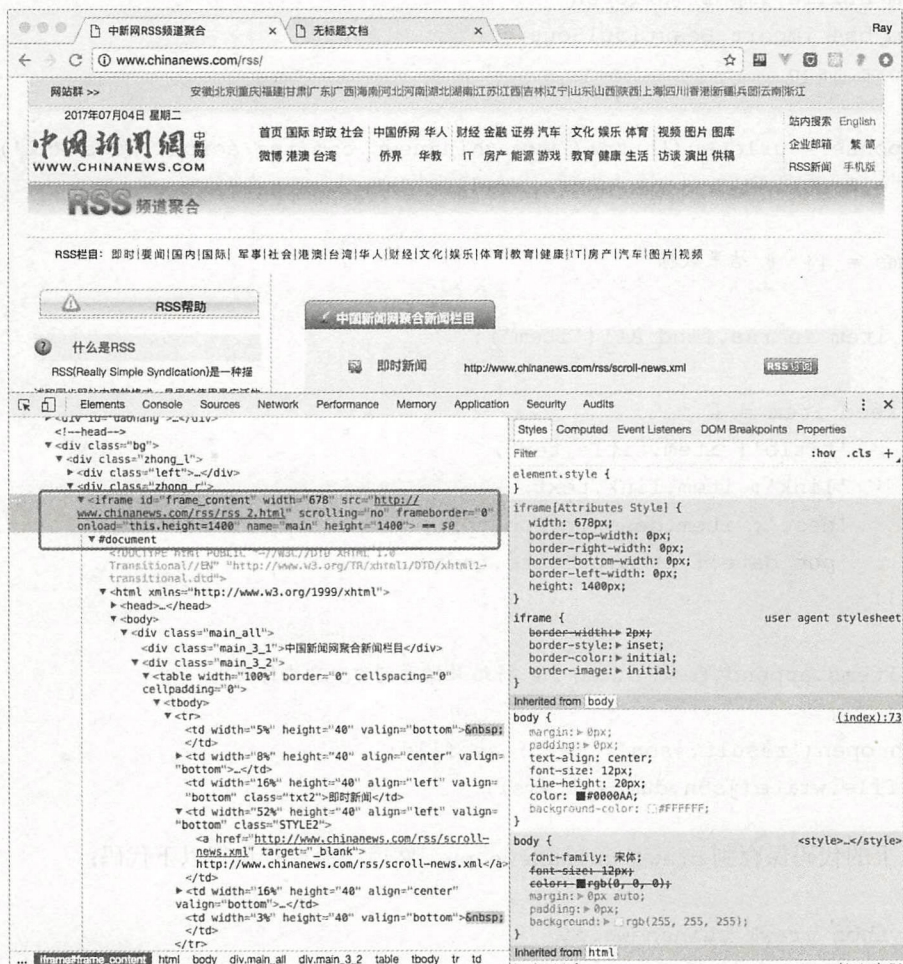 中新网RSS频道聚合 × 无标题文档 × Ray
www.chinanews.com/rss/
网站群 >> 安徽|北京|重庆|福建|甘肃|广东|广西|海南|河北|河南|湖北|湖南|江苏|江西|吉林|辽宁|山东|山西|陕西|上海|四川|香港|新疆|兵团|云南|浙江
2017年07月04日 星期二
中国新闻網 中新网
WWW.CHINANEWS.COM
首页 国际 时政 社会 中国侨网 华人 财经 金融 证券 汽车 文化 娱乐 体育 视频 图片 图库
微博 港澳 台湾 侨界 华教 IT 房产 能源 游戏 教育 健康 生活 访谈 演出 供稿
站内搜索 English
企业邮箱 繁 简
RSS新闻 手机版
RSS 频道聚合
RSS栏目: 即时|要闻|国内|国际| 军事|社会|港澳|台湾|华人|财经|文化|娱乐|体育|教育|健康|IT|房产|汽车|图片|视频
RSS帮助
中国新闻网聚合新闻栏目
什么是RSS
RSS(Really Simple Syndication)是一种描
即时新闻 http://www.chinanews.com/rss/scroll-news.xml RSS 订阅
Elements Console Sources Network Performance Memory Application Security Audits
<div id="daohang">…</div>
<!--head-->
<div class="bg">
<div class="zhong_l">
<div class="left">…</div>
<div class="zhong_r">
<iframe id="frame_content" width="678" src="http://
www.chinanews.com/rss/rss_2.html" scrolling="no" frameborder="0"
onload="this.height=1400" name="main" height="1400"> == $0
#document
<!DOCTYPE html PUBLIC "-//W3C//DTD XHTML 1.0
Transitional//EN" "http://www.w3.org/TR/xhtml1/DTD/xhtml1-
transitional.dtd">
<html xmlns="http://www.w3.org/1999/xhtml">
<head>…</head>
<body>
<div class="main_all">
<div class="main_3_1">中国新闻网聚合新闻栏目</div>
<div class="main_3_2">
<table width="100%" border="0" cellspacing="0"
cellpadding="0">
<tbody>
<tr>
<td width="5%" height="40" valign="bottom">&nbsp;
</td>
<td width="8%" height="40" align="center" valign=
"bottom">…</td>
<td width="16%" height="40" align="left" valign=
"bottom" class="txt2">即时新闻</td>
<td width="52%" height="40" align="left" valign=
"bottom" class="STYLE2">
<a href="http://www.chinanews.com/rss/scroll-
news.xml" target="_blank">
http://www.chinanews.com/rss/scroll-news.xml</a>
</td>
<td width="16%" height="40" align="center"
valign="bottom">…</td>
<td width="3%" height="40" valign="bottom">&nbsp;
</td>
</tr>
... iframe#frame_content html body div.main_all div.main_3_2 table tbody tr td
Styles Computed Event Listeners DOM Breakpoints Properties
Filter :hov .cls +
element.style {
}
iframe[Attributes Style] {
width: 678px;
border-top-width: 0px;
border-right-width: 0px;
border-bottom-width: 0px;
border-left-width: 0px;
height: 1400px;
}
iframe { user agent stylesheet
border-width: 2px;
border-style: inset;
border-color: initial;
border-image: initial;
}
Inherited from body
body { (index):73
margin: 0px;
padding: 0px;
text-align: center;
font-size: 12px;
line-height: 20px;
color: #0000AA;
background-color: #FFFFFF;
}
body { <style>…</style>
font-family: 宋体;
font-size: 12px;
color: rgb(0, 0, 0);
margin: 0px auto;
padding: 0px;
background: rgb(255, 255, 255);
}
Inherited from html